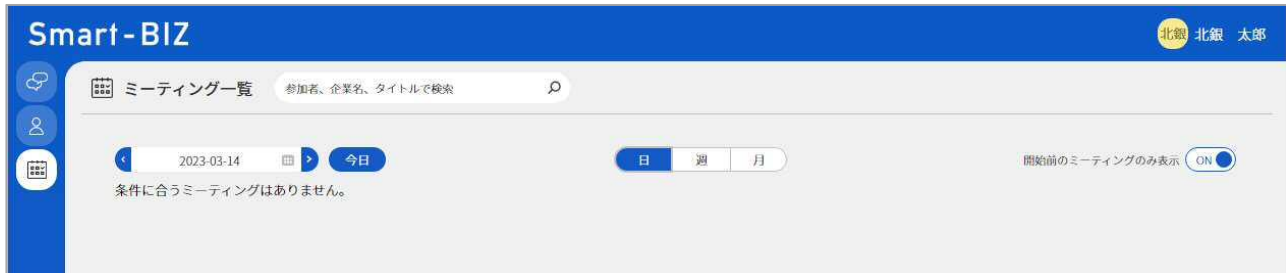 Smart-BIZ
北銀 北銀 太郎
ミーティング一覧 参加者、企業名、タイトルで検索
2023-03-14 今日 日 週 月 開始前のミーティングのみ表示 ON
条件に合うミーティングはありません。